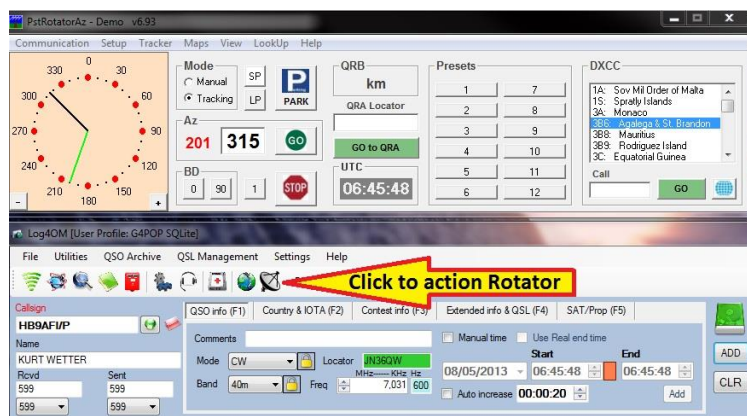 PstRotatorAz - Demo v6.93
Communication Setup Tracker Maps View LookUp Help
0
330 30
300 60
270 90
240 120
210 150
180
- +
Mode
Manual SP
Tracking LP
P
PARK
Az
201 315 GO
BD
0 90 1 STOP
QRB
km
QRA Locator
GO to QRA
UTC
06:45:48
Presets
1 7
2 8
3 9
4 10
5 11
6 12
DXCC
1A: Sov Mil Order of Malta
1S: Spratly Islands
3A: Monaco
3B6: Agalega & St. Brandon
3B8: Mauritius
3B9: Rodriguez Island
3C: Equatorial Guinea
Call
GO
Log4OM [User Profile: G4POP SQLite]
File Utilities QSO Archive QSL Management Settings Help
Click to action Rotator
Callsign
HB9AFI/P
Name
KURT WETTER
Rcvd Sent
599 599
599 599
QSO info (F1) Country & IOTA (F2) Contest info (F3) Extended info & QSL (F4) SAT/Prop (F5)
Comments
Mode CW Locator JN36QW
MHz KHz Hz
Band 40m Freq 7,031 600
Manual time Use Real end time
Start End
08/05/2013 06:45:48 06:45:48
Auto increase 00:00:20 Add
ADD
CLR